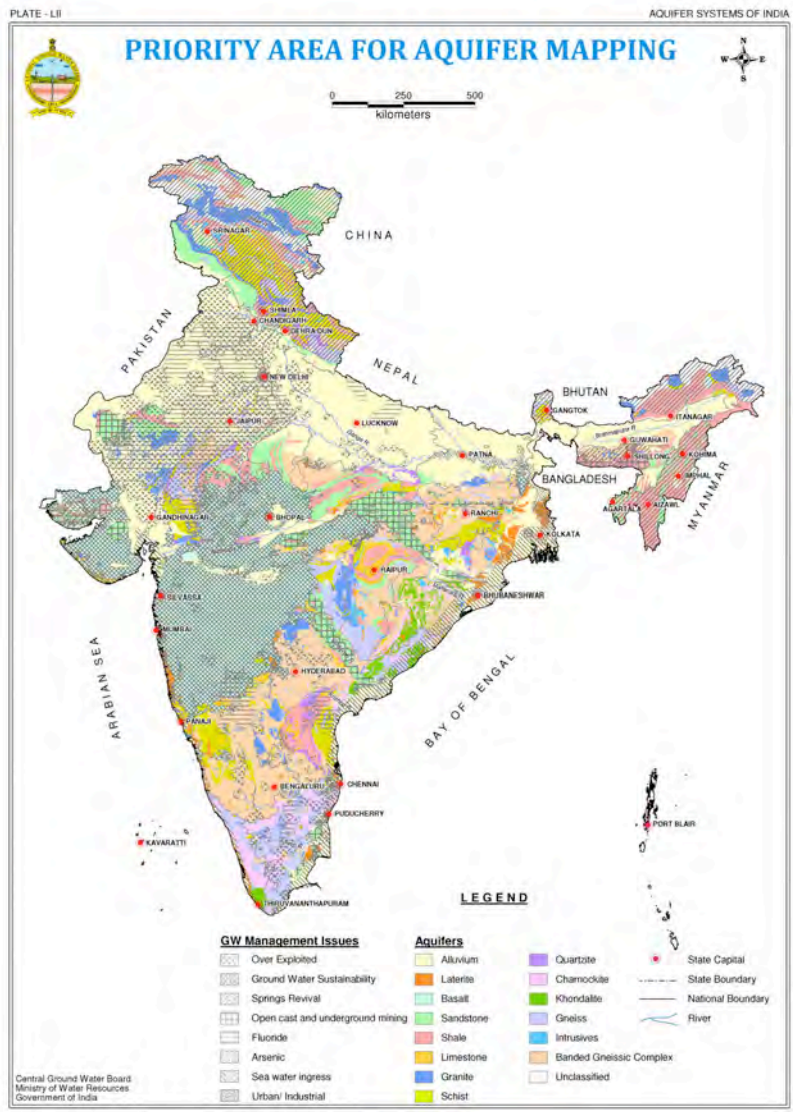 PLATE - LII
AQUIFER SYSTEMS OF INDIA
PRIORITY AREA FOR AQUIFER MAPPING
N
W E
S
0 250 500
kilometers
CHINA
SRINAGAR
PAKISTAN
SHIMLA
CHANDIGARH
DEHRA DUN
NEPAL
NEW DELHI
BHUTAN
GANGTOK
ITANAGAR
JAIPUR
LUCKNOW
Ganga R
Brahmaputra R
GUWAHATI
SHILLONG
KOHIMA
PATNA
BANGLADESH
IMPHAL
MYANMAR
GANDHINAGAR
BHOPAL
RANCHI
AGARTALA
AIZAWL
KOLKATA
RAIPUR
SILVASSA
BHUBANESHWAR
MUMBAI
ARABIAN SEA
HYDERABAD
BAY OF BENGAL
PANAJI
BENGALURU
CHENNAI
PUDUCHERRY
PORT BLAIR
KAVARATTI
THIRUVANANTHAPURAM
LEGEND
GW Management Issues
Over Exploited
Ground Water Sustainability
Springs Revival
Open cast and underground mining
Fluoride
Arsenic
Sea water ingress
Urban/ Industrial
Aquifers
Alluvium
Laterite
Basalt
Sandstone
Shale
Limestone
Granite
Schist
Quartzite
Charnockite
Khondalite
Gneiss
Intrusives
Banded Gneissic Complex
Unclassified
State Capital
State Boundary
National Boundary
River
Central Ground Water Board
Ministry of Water Resources
Government of India